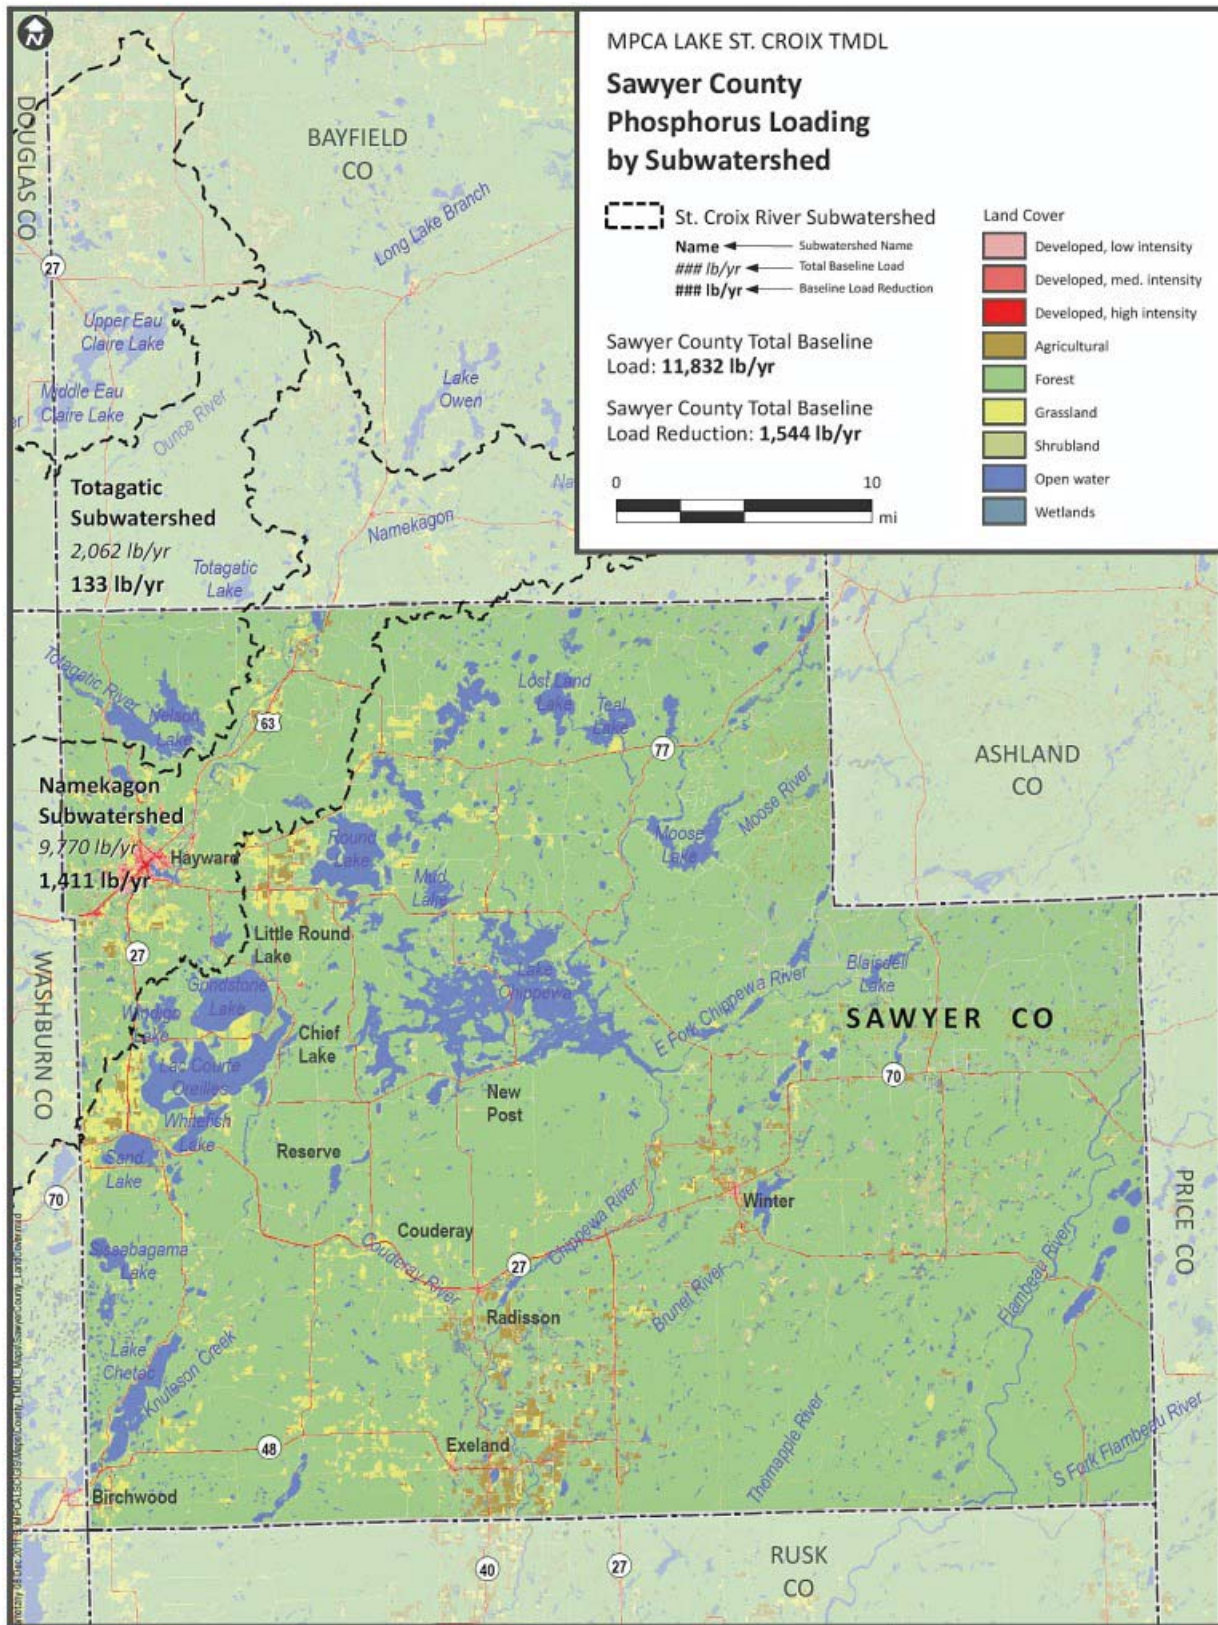 N
MPCA LAKE ST. CROIX TMDL
Sawyer County
Phosphorus Loading
by Subwatershed
St. Croix River Subwatershed
Name
Subwatershed Name
### lb/yr
Total Baseline Load
### lb/yr
Baseline Load Reduction
Sawyer County Total Baseline
Load: 11,832 lb/yr
Sawyer County Total Baseline
Load Reduction: 1,544 lb/yr
0
10
mi
Land Cover
Developed, low intensity
Developed, med. intensity
Developed, high intensity
Agricultural
Forest
Grassland
Shrubland
Open water
Wetlands
DOUGLAS CO
BAYFIELD
CO
Long Lake Branch
27
Upper Eau
Claire Lake
Middle Eau
Claire Lake
Ounce River
Lake
Owen
Totagatic
Subwatershed
2,062 lb/yr
133 lb/yr
Namekagon
Totagatic
Lake
Totagatic River
Nelson
Lake
63
Lost Land
Lake
Teal
Lake
77
ASHLAND
CO
Namekagon
Subwatershed
9,770 lb/yr
1,411 lb/yr
Hayward
Round
Lake
Mud
Lake
Moose
Lake
Moose River
27
Little Round
Lake
WASHBURN CO
Grindstone
Lake
Windigo
Lake
Lake
Chippewa
E Fork Chippewa River
Blaisdell
Lake
SAWYER CO
Chief
Lake
Lac Courte
Oreilles
70
New
Post
Whitefish
Lake
Reserve
Sand
Lake
70
Winter
PRICE CO
Couderay
Chippewa River
Couderay River
27
Sissabagama
Lake
Radisson
Brunet River
Flambeau River
Lake
Chetac
Knuteson Creek
48
Exeland
Thornapple River
S Fork Flambeau River
Birchwood
RUSK
CO
40
27